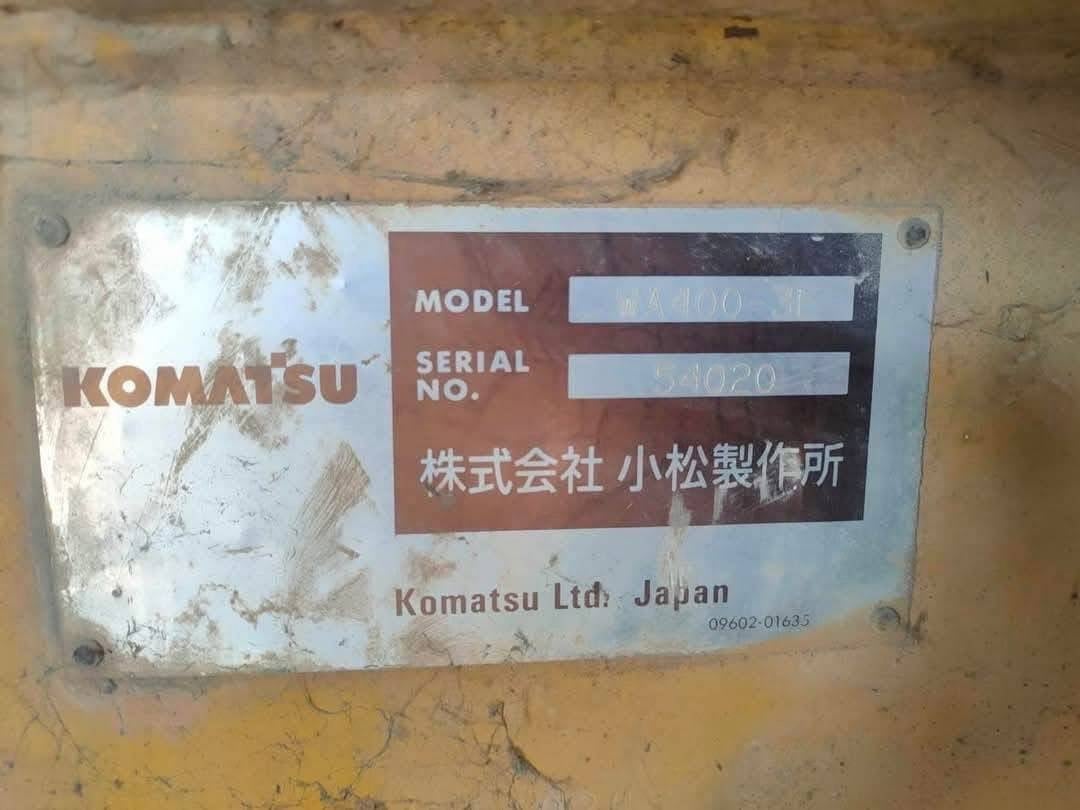 KOMATSU
MODEL WA400
SERIAL NO. 54020
株式会社 小松製作所
Komatsu Ltd. Japan
09602-01635